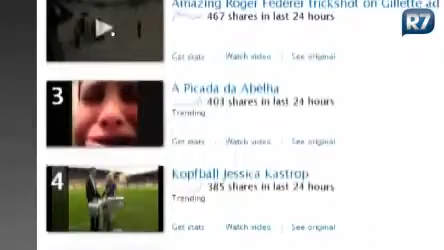 Amazing Roger Federer trickshot on Gillette ad
R7
467 shares in last 24 hours
Get stats Watch video See original
3
A Picada da Abelha
403 shares in last 24 hours
Trending
Get stats Watch video See original
4
Kopfball Jessica Kastrop
385 shares in last 24 hours
Trending
Get stats Watch video See original